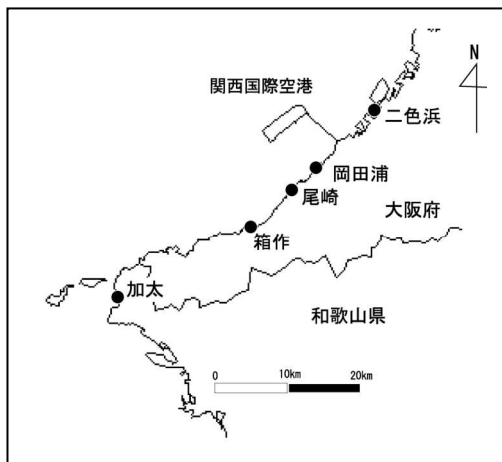 N
関西国際空港
二色浜
岡田浦
尾崎
大阪府
箱作
加太
和歌山県
0 10km 20km